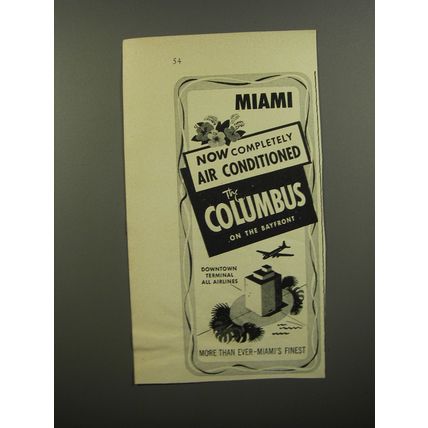 54
MIAMI
NOW COMPLETELY
AIR CONDITIONED
The
COLUMBUS
ON THE BAYFRONT
DOWNTOWN
TERMINAL
ALL AIRLINES
MORE THAN EVER-MIAMI'S FINEST